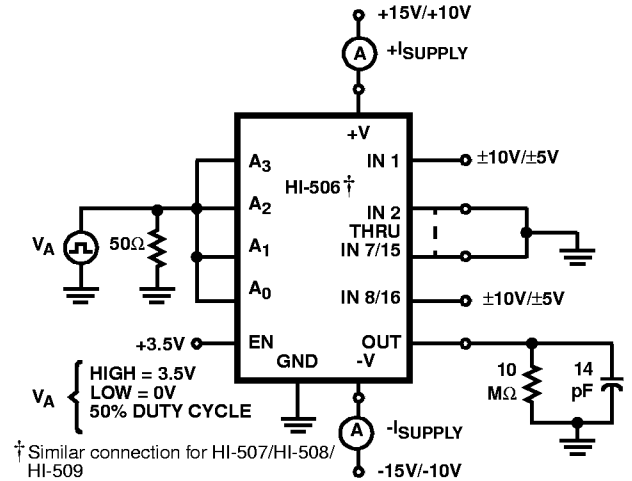 +15V/+10V
A
+ISUPPLY
+V
A3
HI-506†
IN 1
±10V/±5V
A2
IN 2
THRU
VA
50Ω
A1
IN 7/15
A0
IN 8/16
±10V/±5V
+3.5V
EN
OUT
GND
-V
10
MΩ
14
pF
VA
HIGH = 3.5V
LOW = 0V
50% DUTY CYCLE
A
-ISUPPLY
†Similar connection for HI-507/HI-508/
HI-509
-15V/-10V